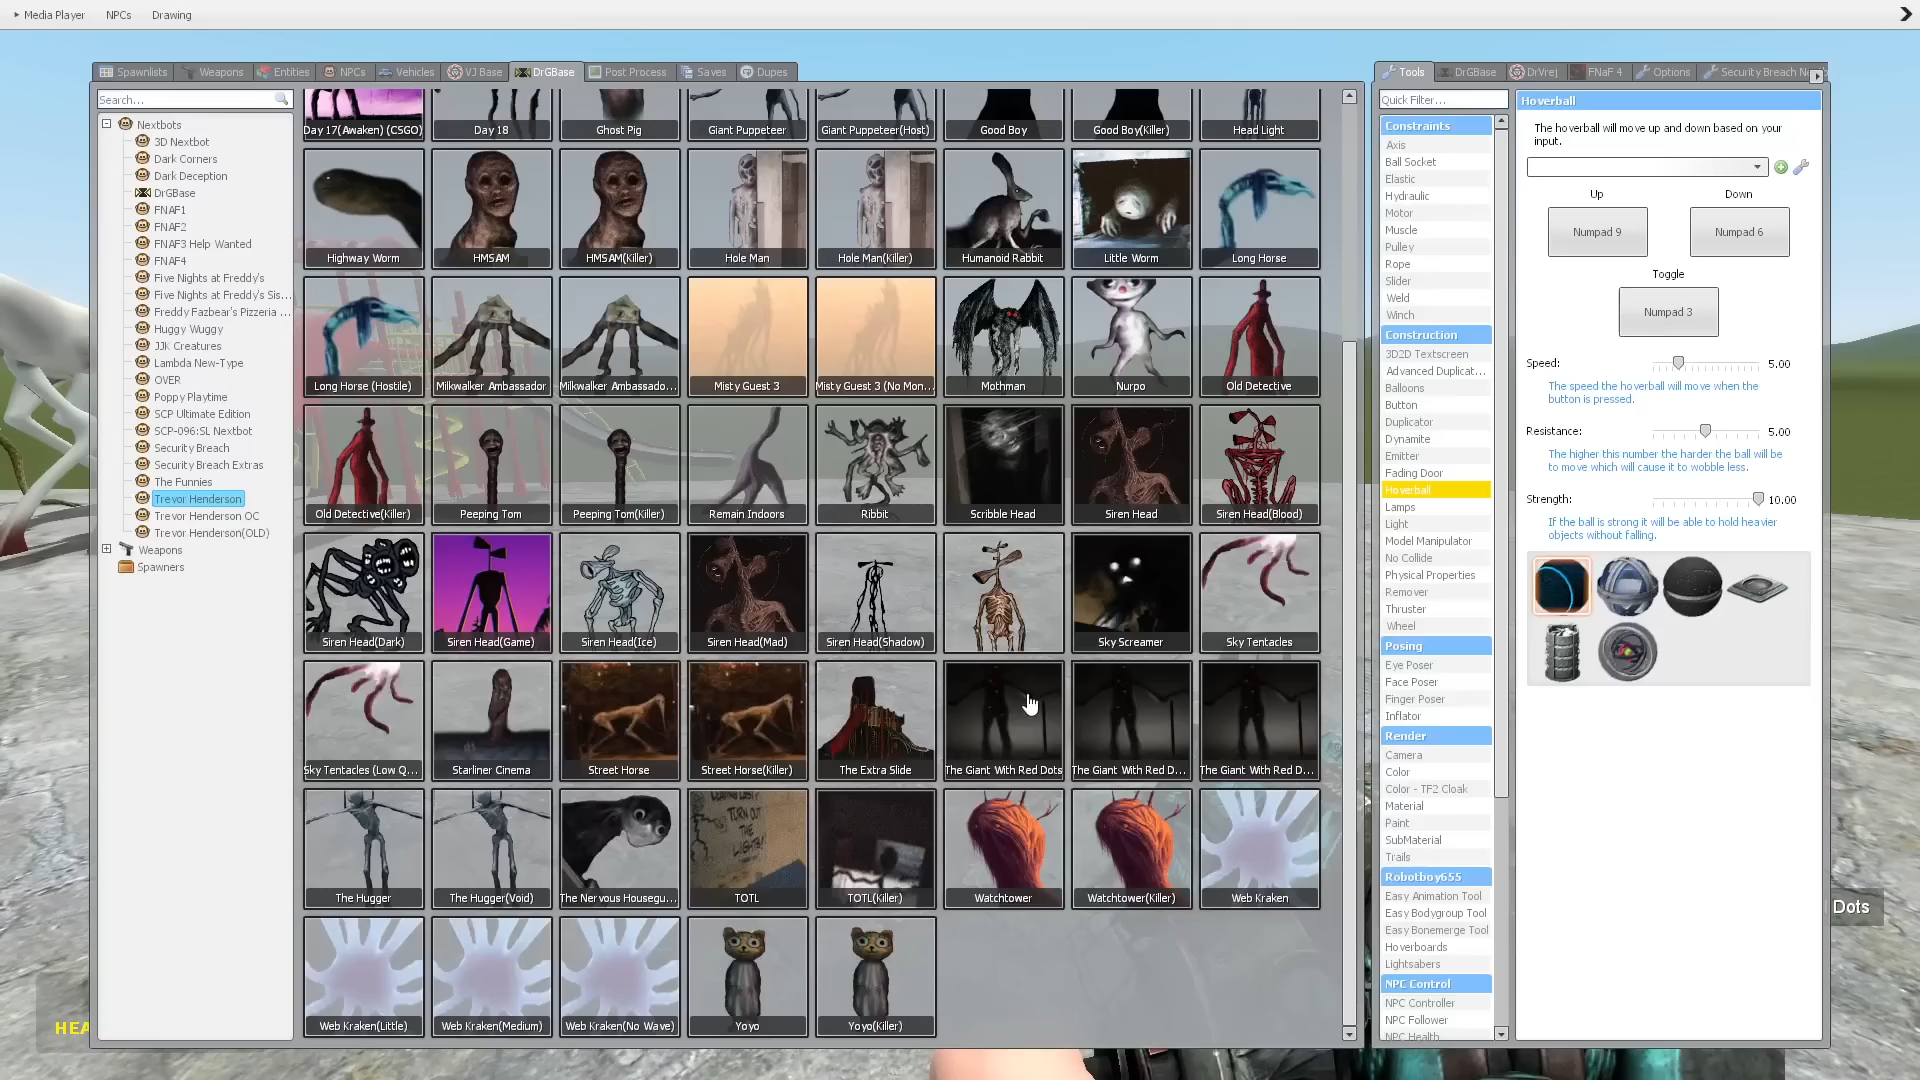 Media Player NPCs Drawing
Spawnlists Weapons Entities NPCs Vehicles VJ Base DrGBase Post Process Saves Dupes
Search...
Nextbots
3D Nextbot
Dark Corners
Dark Deception
DrGBase
FNAF1
FNAF2
FNAF3 Help Wanted
FNAF4
Five Nights at Freddy's
Five Nights at Freddy's Sis...
Freddy Fazbear's Pizzeria ...
Huggy Wuggy
JJK Creatures
Lambda New-Type
OVER
Poppy Playtime
SCP Ultimate Edition
SCP-096:SL Nextbot
Security Breach
Security Breach Extras
The Funnies
Trevor Henderson
Trevor Henderson OC
Trevor Henderson(OLD)
Weapons
Spawners
Day 17(Awaken) (CSGO) Day 18 Ghost Pig Giant Puppeteer Giant Puppeteer(Host) Good Boy Good Boy(Killer) Head Light
Highway Worm HMSAM HMSAM(Killer) Hole Man Hole Man(Killer) Humanoid Rabbit Little Worm Long Horse
Long Horse (Hostile) Milkwalker Ambassador Milkwalker Ambassado... Misty Guest 3 Misty Guest 3 (No Mon... Mothman Nurpo Old Detective
Old Detective(Killer) Peeping Tom Peeping Tom(Killer) Remain Indoors Ribbit Scribble Head Siren Head Siren Head(Blood)
Siren Head(Dark) Siren Head(Game) Siren Head(Ice) Siren Head(Mad) Siren Head(Shadow) Sky Screamer Sky Tentacles
Sky Tentacles (Low Q... Starliner Cinema Street Horse Street Horse(Killer) The Extra Slide The Giant With Red Dots The Giant With Red D... The Giant With Red D...
TURN OUT
THE
LIGHTS!
The Hugger The Hugger(Void) The Nervous Housegu... TOTL TOTL(Killer) Watchtower Watchtower(Killer) Web Kraken
Web Kraken(Little) Web Kraken(Medium) Web Kraken(No Wave) Yoyo Yoyo(Killer)
HEA
Tools DrGBase DrVrej FNaF 4 Options Security Breach
Quick Filter...
Constraints
Axis
Ball Socket
Elastic
Hydraulic
Motor
Muscle
Pulley
Rope
Slider
Weld
Winch
Construction
3D2D Textscreen
Advanced Duplicat...
Balloons
Button
Duplicator
Dynamite
Emitter
Fading Door
Hoverball
Lamps
Light
Model Manipulator
No Collide
Physical Properties
Remover
Thruster
Wheel
Posing
Eye Poser
Face Poser
Finger Poser
Inflator
Render
Camera
Color
Color - TF2 Cloak
Material
Paint
SubMaterial
Trails
Robotboy655
Easy Animation Tool
Easy Bodygroup Tool
Easy Bonemerge Tool
Hoverboards
Lightsabers
NPC Control
NPC Controller
NPC Follower
NPC Health
Hoverball
The hoverball will move up and down based on your
input.
Up Down
Numpad 9 Numpad 6
Toggle
Numpad 3
Speed: 5.00
The speed the hoverball will move when the
button is pressed.
Resistance: 5.00
The higher this number the harder the ball will be
to move which will cause it to wobble less.
Strength: 10.00
If the ball is strong it will be able to hold heavier
objects without falling.
Dots